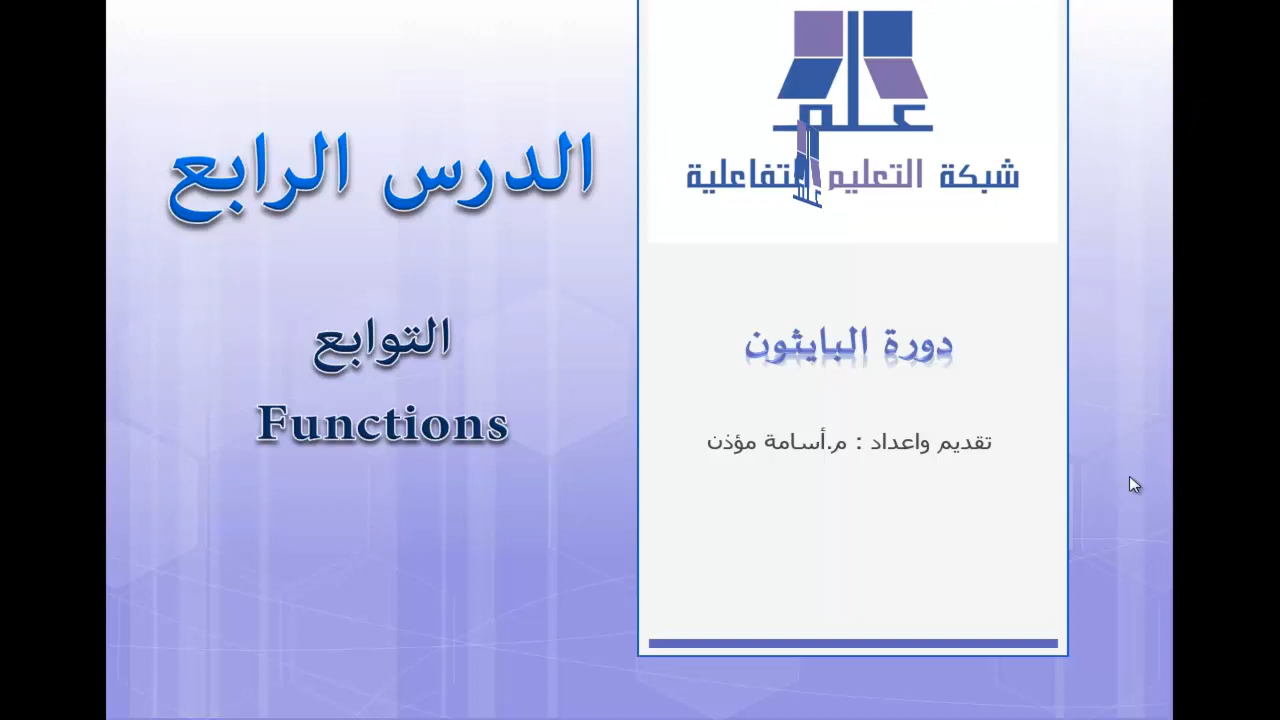 علم
شبكة التعليم التفاعلية
دورة البايثون
تقديم واعداد : م.أسامة مؤذن
الدرس الرابع
التوابع
Functions